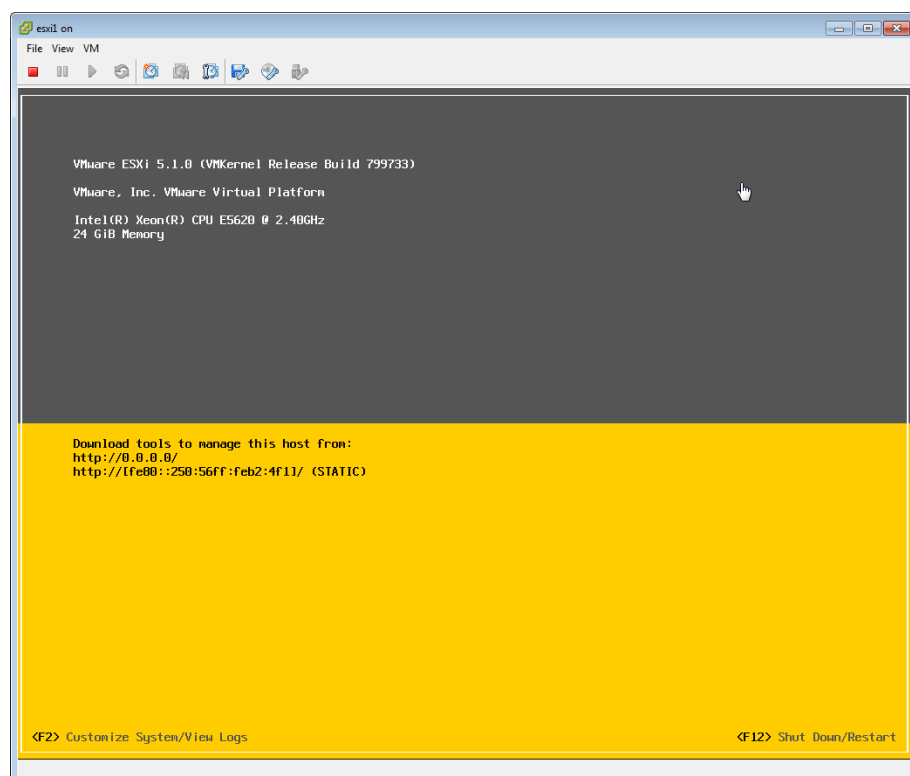 esxi1 on
File View VM
VMware ESXi 5.1.0 (VMKernel Release Build 799733)
VMware, Inc. VMware Virtual Platform
Intel(R) Xeon(R) CPU E5620 @ 2.40GHz
24 GiB Memory
Download tools to manage this host from:
http://0.0.0.0/
http://[fe80::250:56ff:feb2:4f1]/ (STATIC)
<F2> Customize System/View Logs
<F12> Shut Down/Restart